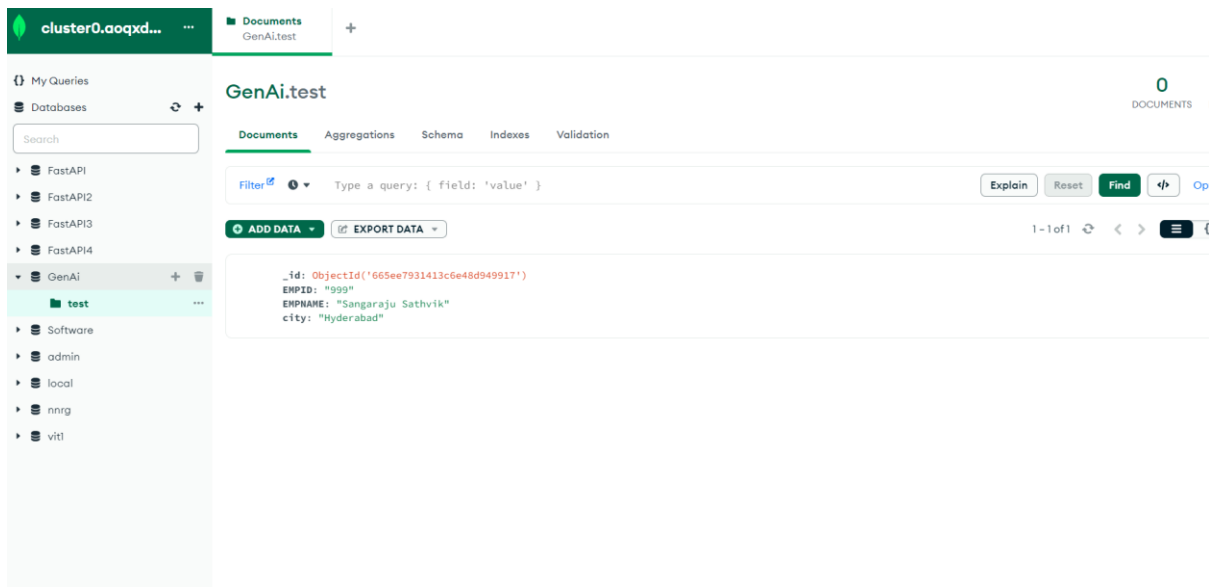 cluster0.aoqxd... ...
Documents
GenAi.test
+
{} My Queries
Databases
Search
FastAPI
FastAPI2
FastAPI3
FastAPI4
GenAi
test
Software
admin
local
nnrg
vit1
GenAi.test
0
DOCUMENTS
Documents Aggregations Schema Indexes Validation
Filter Type a query: { field: 'value' } Explain Reset Find </> Op
ADD DATA EXPORT DATA 1-1 of 1
_id: ObjectId('665ee7931413c6e48d949917')
EMPID: "999"
EMPNAME: "Sangaraju Sathvik"
city: "Hyderabad"